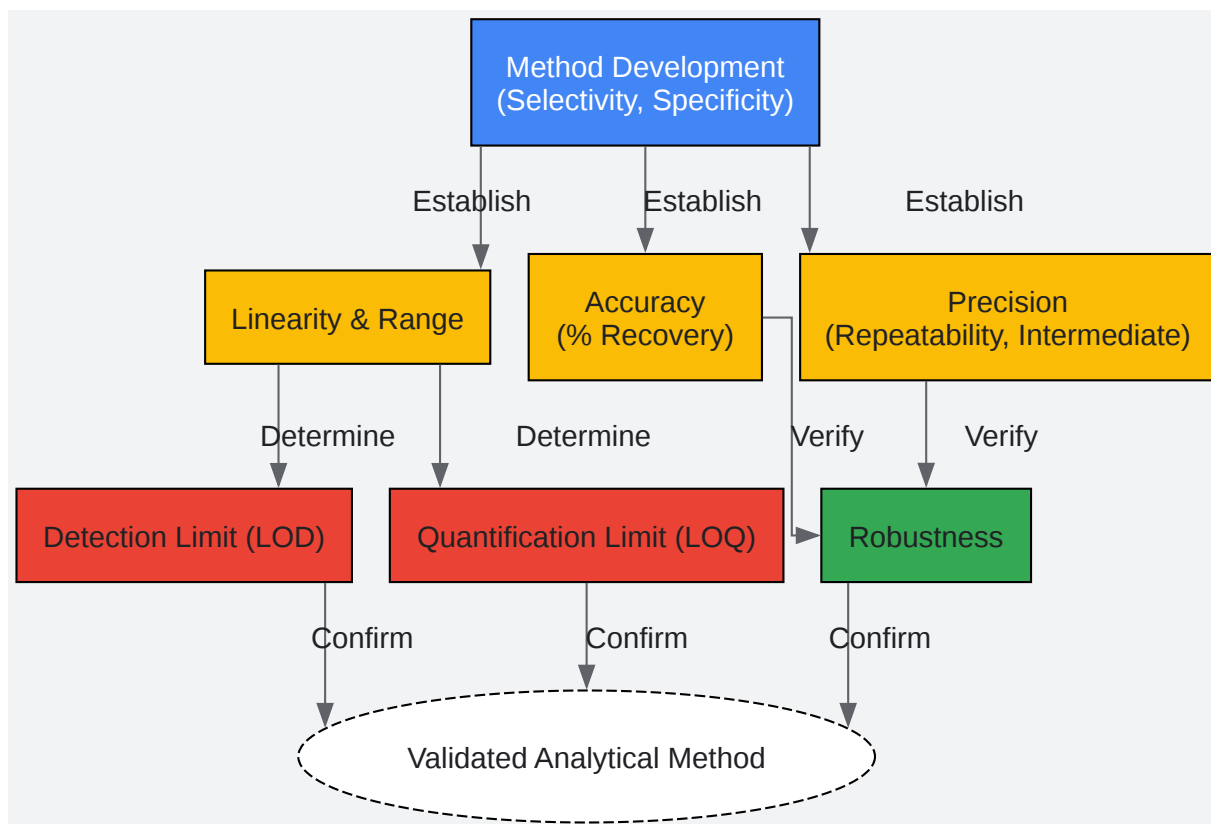 Method Development
(Selectivity, Specificity)
Establish
Establish
Establish
Linearity & Range
Accuracy
(% Recovery)
Precision
(Repeatability, Intermediate)
Determine
Determine
Verify
Verify
Detection Limit (LOD)
Quantification Limit (LOQ)
Robustness
Confirm
Confirm
Confirm
Validated Analytical Method